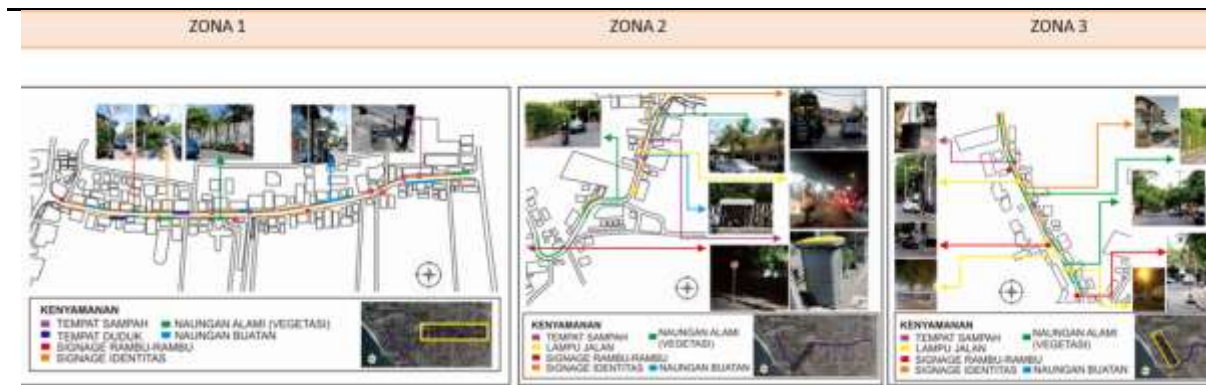 ZONA 1
ZONA 2
ZONA 3
KENYAMANAN
TEMPAT SAMPAH NAUNGAN ALAMI (VEGETASI)
TEMPAT DUDUK NAUNGAN BUATAN
SIGNAGE RAMBU-RAMBU
SIGNAGE IDENTITAS
KENYAMANAN
TEMPAT SAMPAH NAUNGAN ALAMI
LAMPU JALAN (VEGETASI)
SIGNAGE RAMBU-RAMBU
SIGNAGE IDENTITAS NAUNGAN BUATAN
KENYAMANAN
TEMPAT SAMPAH NAUNGAN ALAMI
LAMPU JALAN (VEGETASI)
SIGNAGE RAMBU-RAMBU
SIGNAGE IDENTITAS NAUNGAN BUATAN